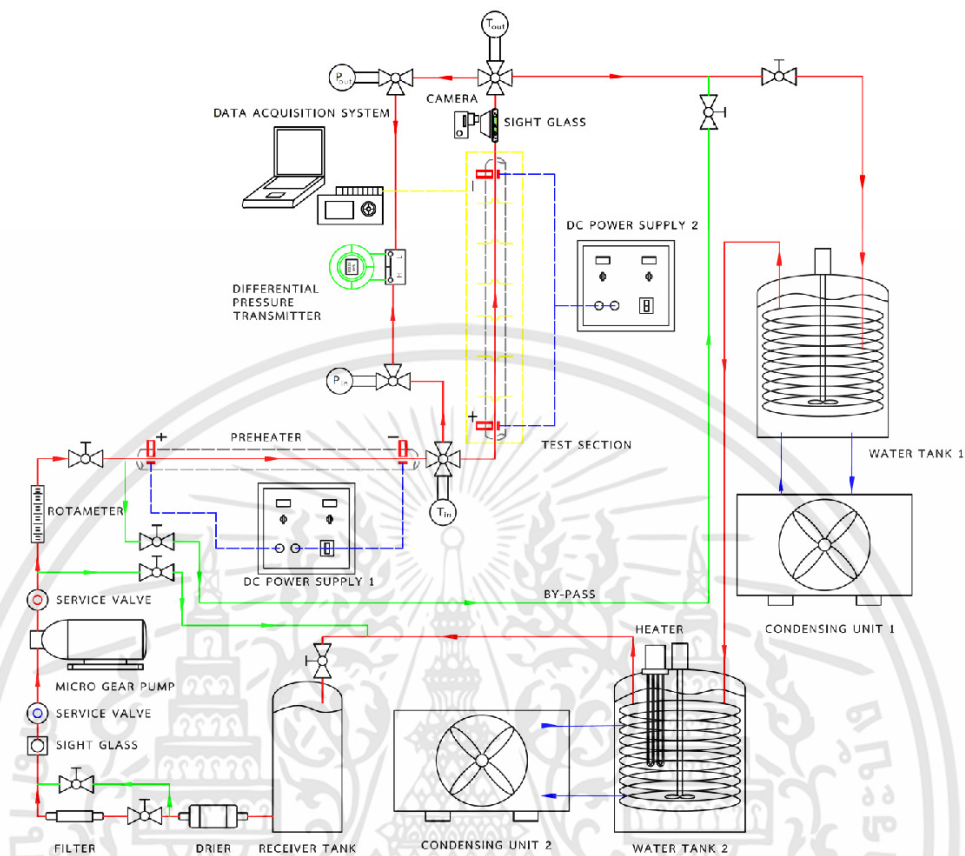 Tout
Pout
CAMERA
DATA ACQUISITION SYSTEM
SIGHT GLASS
DC POWER SUPPLY 2
DIFFERENTIAL
PRESSURE
TRANSMITTER
Pin
+
PREHEATER
−
+
−
TEST SECTION
WATER TANK 1
ROTAMETER
Tin
DC POWER SUPPLY 1
BY-PASS
SERVICE VALVE
HEATER
CONDENSING UNIT 1
MICRO GEAR PUMP
SERVICE VALVE
SIGHT GLASS
FILTER
DRIER
RECEIVER TANK
CONDENSING UNIT 2
WATER TANK 2